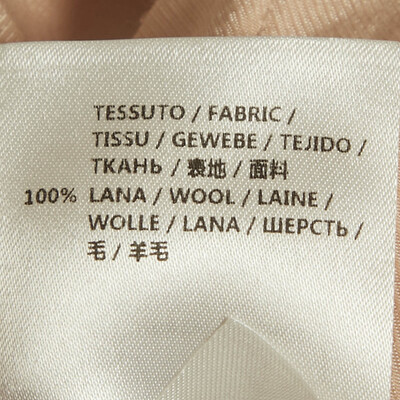 TESSUTO / FABRIC /
TISSU / GEWEBE / TEJIDO /
ТКАНЬ / 表地 / 面料
100% LANA / WOOL / LAINE /
WOLLE / LANA / ШЕРСТЬ /
毛 / 羊毛